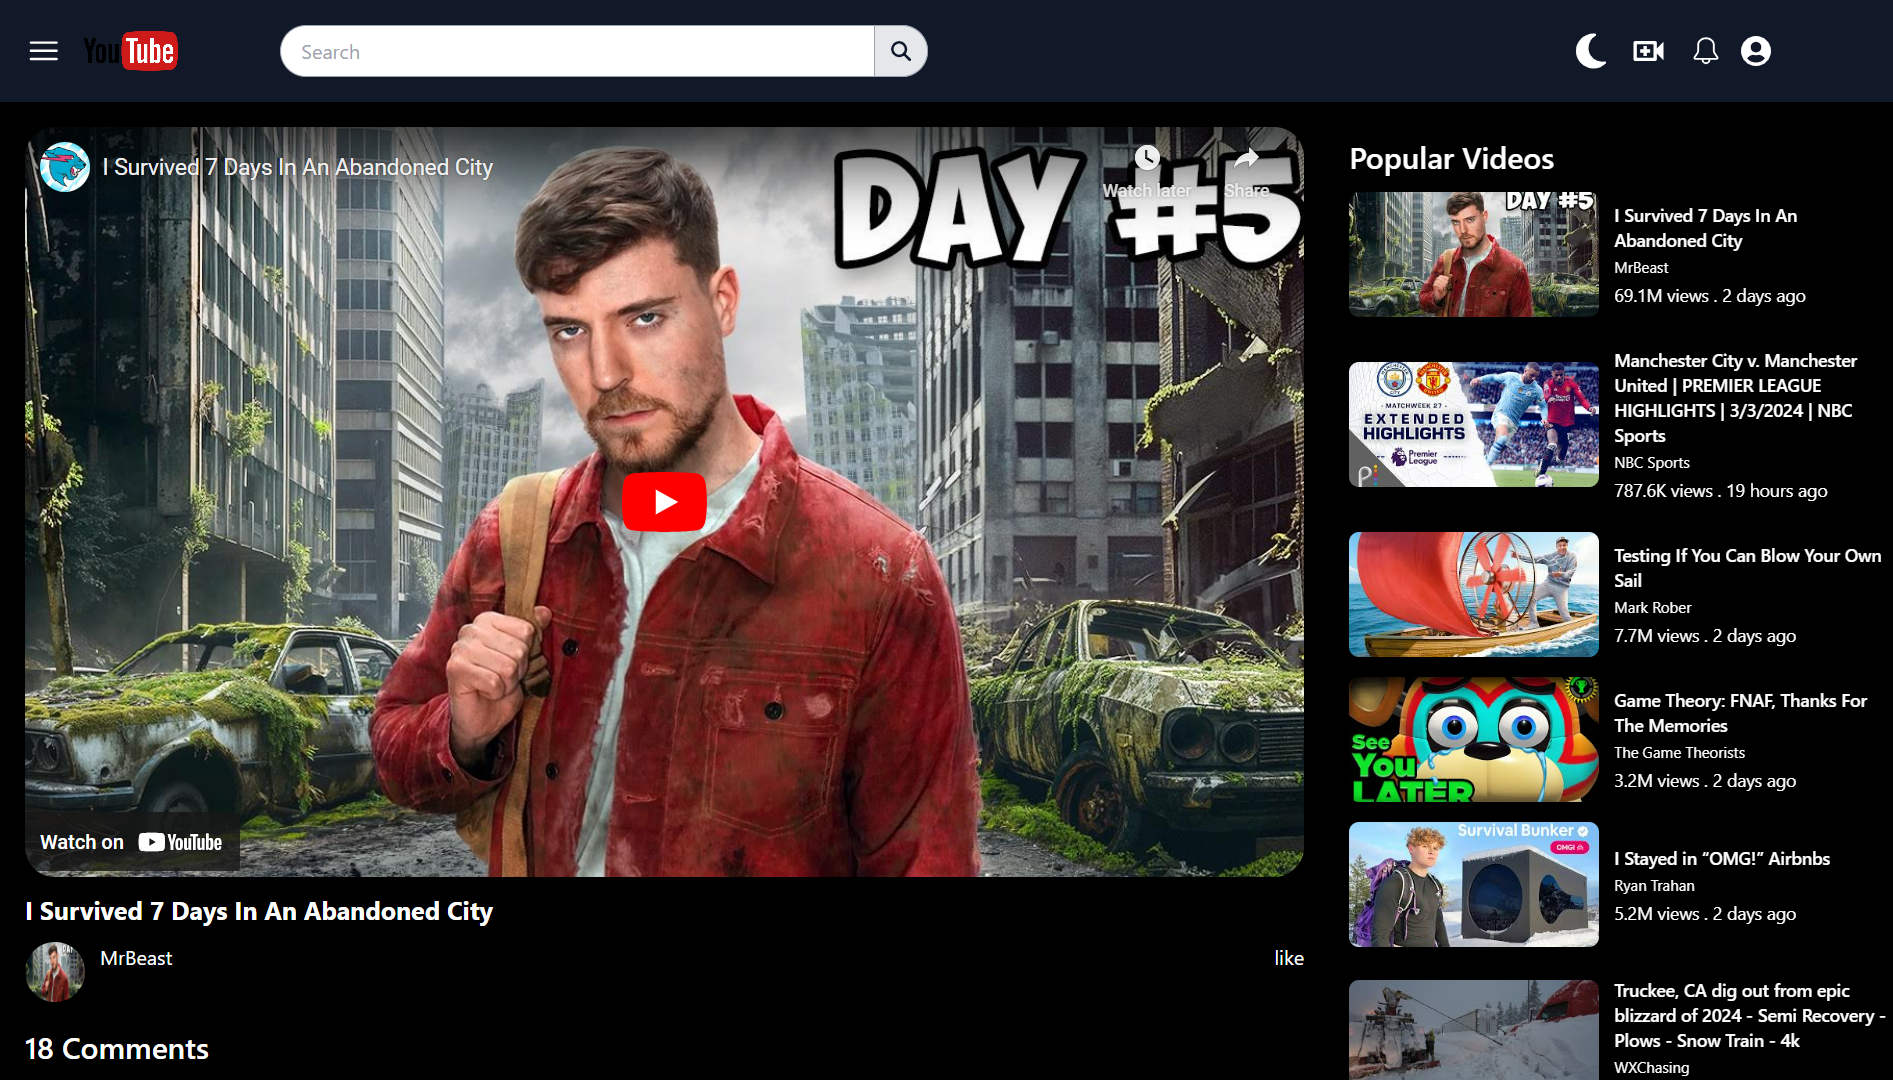 YouTube
Search
I Survived 7 Days In An Abandoned City
DAY #5
Watch later
Share
Watch on YouTube
I Survived 7 Days In An Abandoned City
MrBeast
like
18 Comments
Popular Videos
DAY #5
I Survived 7 Days In An
Abandoned City
MrBeast
69.1M views . 2 days ago
MANCHESTER
CITY
- MATCHWEEK 27 -
EXTENDED
HIGHLIGHTS
Premier
League
Manchester City v. Manchester
United | PREMIER LEAGUE
HIGHLIGHTS | 3/3/2024 | NBC
Sports
NBC Sports
787.6K views . 19 hours ago
Testing If You Can Blow Your Own
Sail
Mark Rober
7.7M views . 2 days ago
See
You
LATER
Game Theory: FNAF, Thanks For
The Memories
The Game Theorists
3.2M views . 2 days ago
Survival Bunker
OMG!
I Stayed in “OMG!” Airbnbs
Ryan Trahan
5.2M views . 2 days ago
Truckee, CA dig out from epic
blizzard of 2024 - Semi Recovery -
Plows - Snow Train - 4k
WXChasing